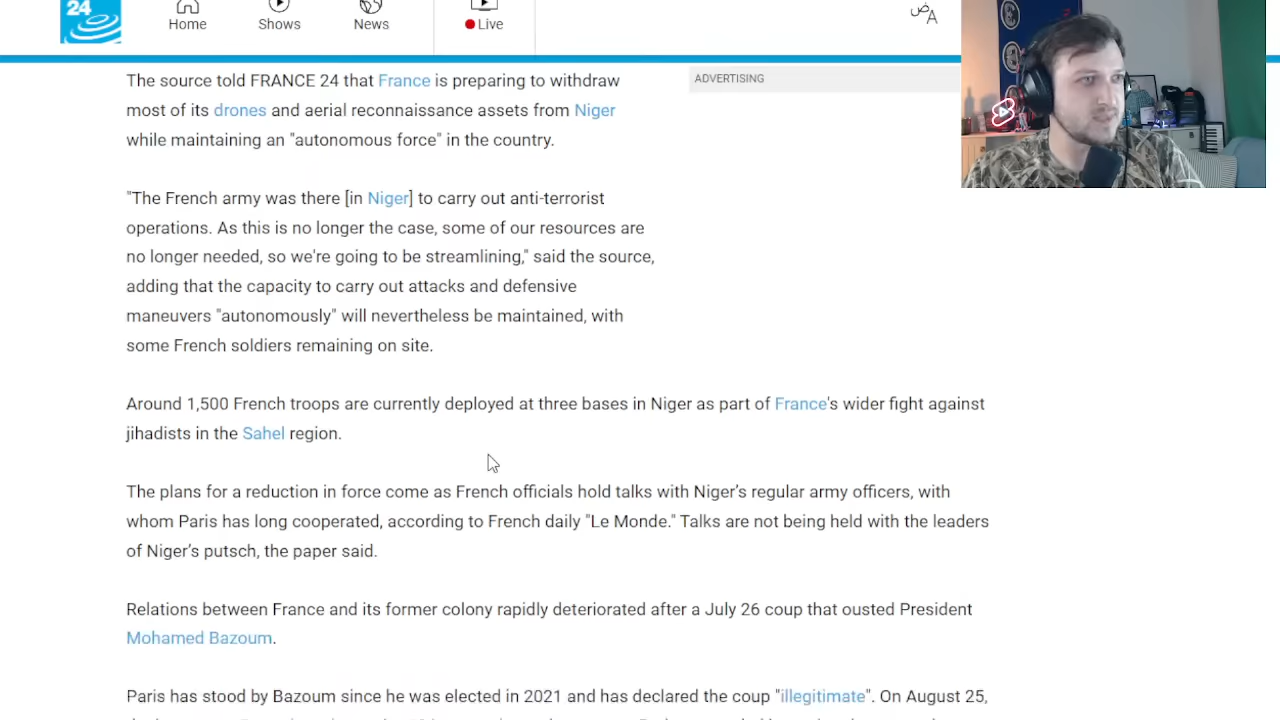 24
Home
Shows
News
Live
ض
A
The source told FRANCE 24 that France is preparing to withdraw
ADVERTISING
most of its drones and aerial reconnaissance assets from Niger
while maintaining an "autonomous force" in the country.
"The French army was there [in Niger] to carry out anti-terrorist
operations. As this is no longer the case, some of our resources are
no longer needed, so we're going to be streamlining," said the source,
adding that the capacity to carry out attacks and defensive
maneuvers "autonomously" will nevertheless be maintained, with
some French soldiers remaining on site.
Around 1,500 French troops are currently deployed at three bases in Niger as part of France's wider fight against
jihadists in the Sahel region.
The plans for a reduction in force come as French officials hold talks with Niger’s regular army officers, with
whom Paris has long cooperated, according to French daily "Le Monde." Talks are not being held with the leaders
of Niger’s putsch, the paper said.
Relations between France and its former colony rapidly deteriorated after a July 26 coup that ousted President
Mohamed Bazoum.
Paris has stood by Bazoum since he was elected in 2021 and has declared the coup "illegitimate". On August 25,